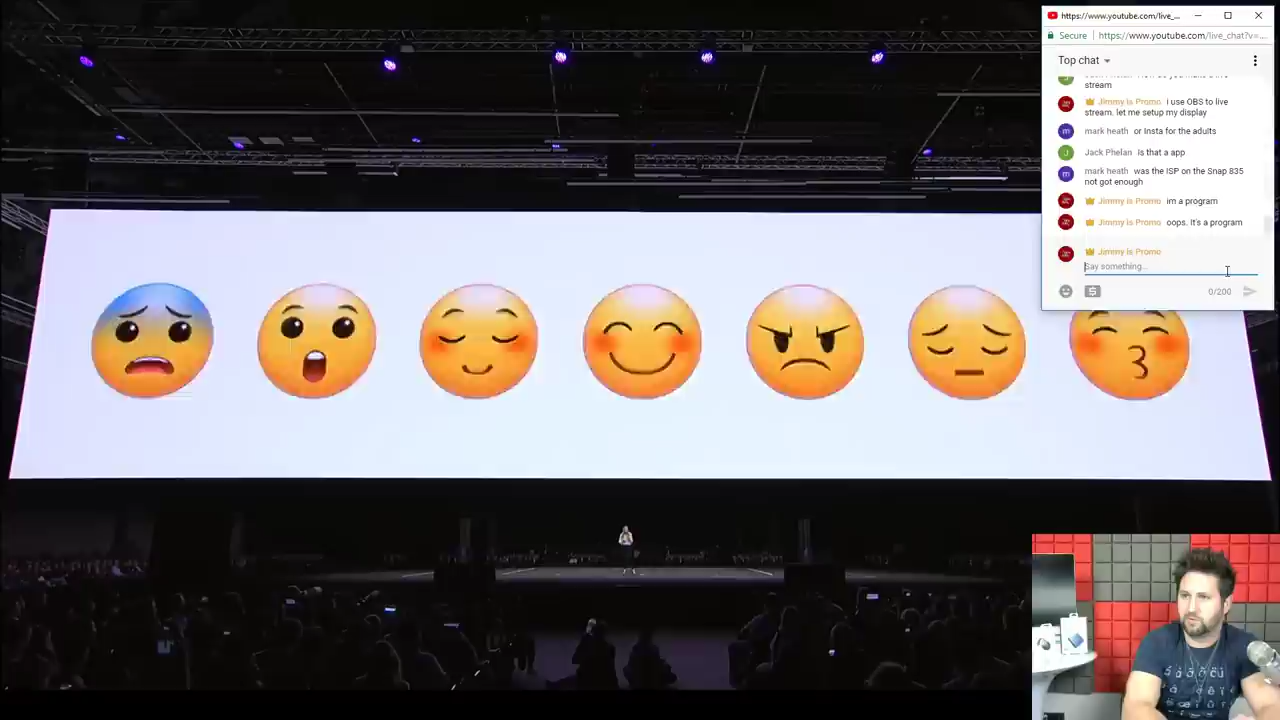 https://www.youtube.com/live_...
Secure
https://www.youtube.com/live_chat?v=...
Top chat
stream
Jimmy Is Promo i use OBS to live
stream. let me setup my display
mark heath or Insta for the adults
Jack Phelan Is that a app
mark heath was the ISP on the Snap 835
not got enough
Jimmy Is Promo im a program
Jimmy Is Promo oops. It's a program
Jimmy Is Promo
Say something...
0/200